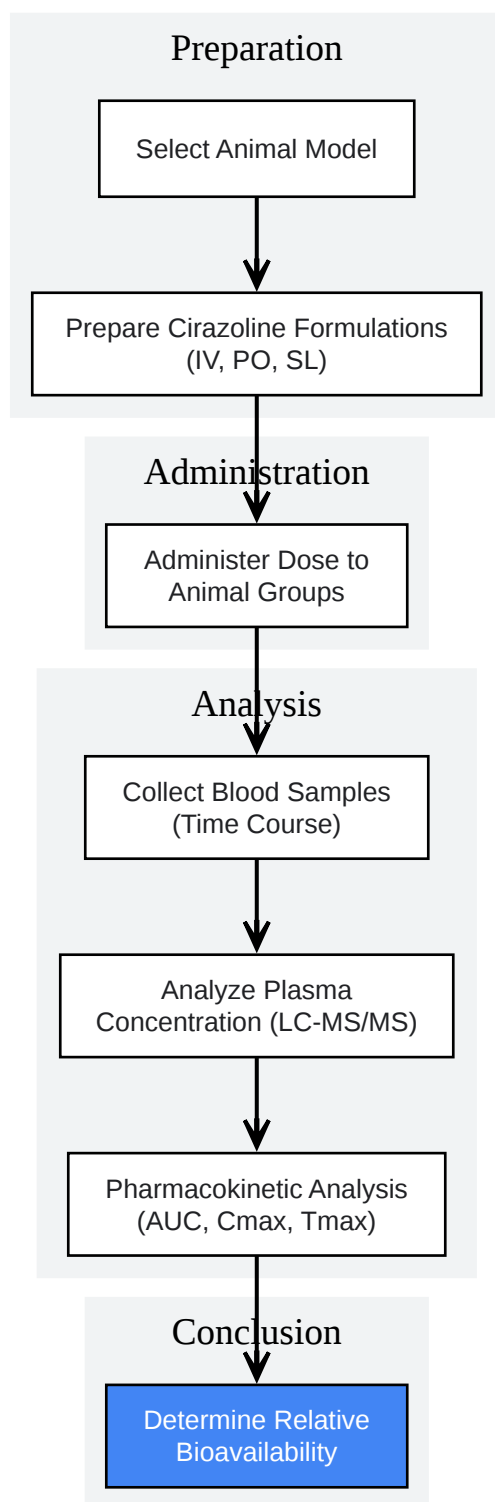 Preparation
Select Animal Model
Prepare Cirazoline Formulations
(IV, PO, SL)
Administration
Administer Dose to
Animal Groups
Analysis
Collect Blood Samples
(Time Course)
Analyze Plasma
Concentration (LC-MS/MS)
Pharmacokinetic Analysis
(AUC, Cmax, Tmax)
Conclusion
Determine Relative
Bioavailability